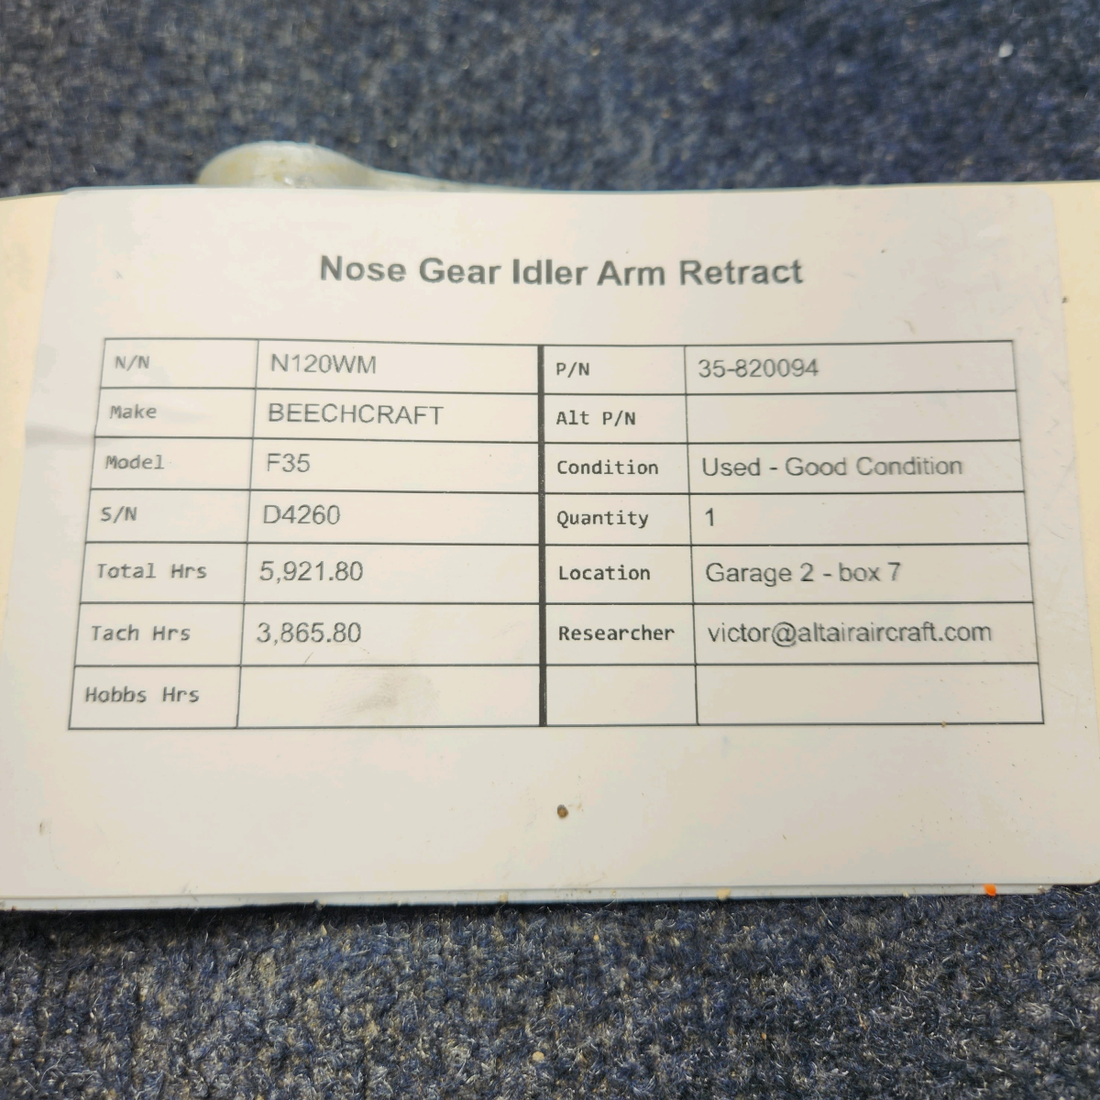 Nose Gear Idler Arm Retract
N/N N120WM P/N 35-820094
Make BEECHCRAFT Alt P/N
Model F35 Condition Used - Good Condition
S/N D4260 Quantity 1
Total Hrs 5,921.80 Location Garage 2 - box 7
Tach Hrs 3,865.80 Researcher victor@altairaircraft.com
Hobbs Hrs